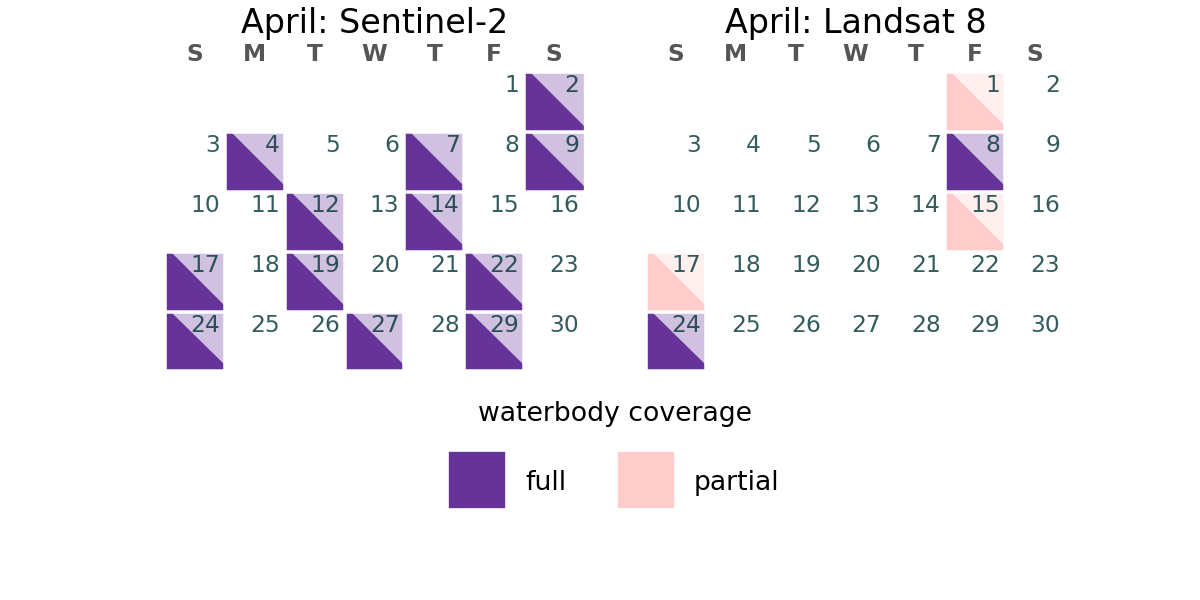 April: Sentinel-2
S M T W T F S
1 2
3 4 5 6 7 8 9
10 11 12 13 14 15 16
17 18 19 20 21 22 23
24 25 26 27 28 29 30
April: Landsat 8
S M T W T F S
1 2
3 4 5 6 7 8 9
10 11 12 13 14 15 16
17 18 19 20 21 22 23
24 25 26 27 28 29 30
waterbody coverage
full
partial